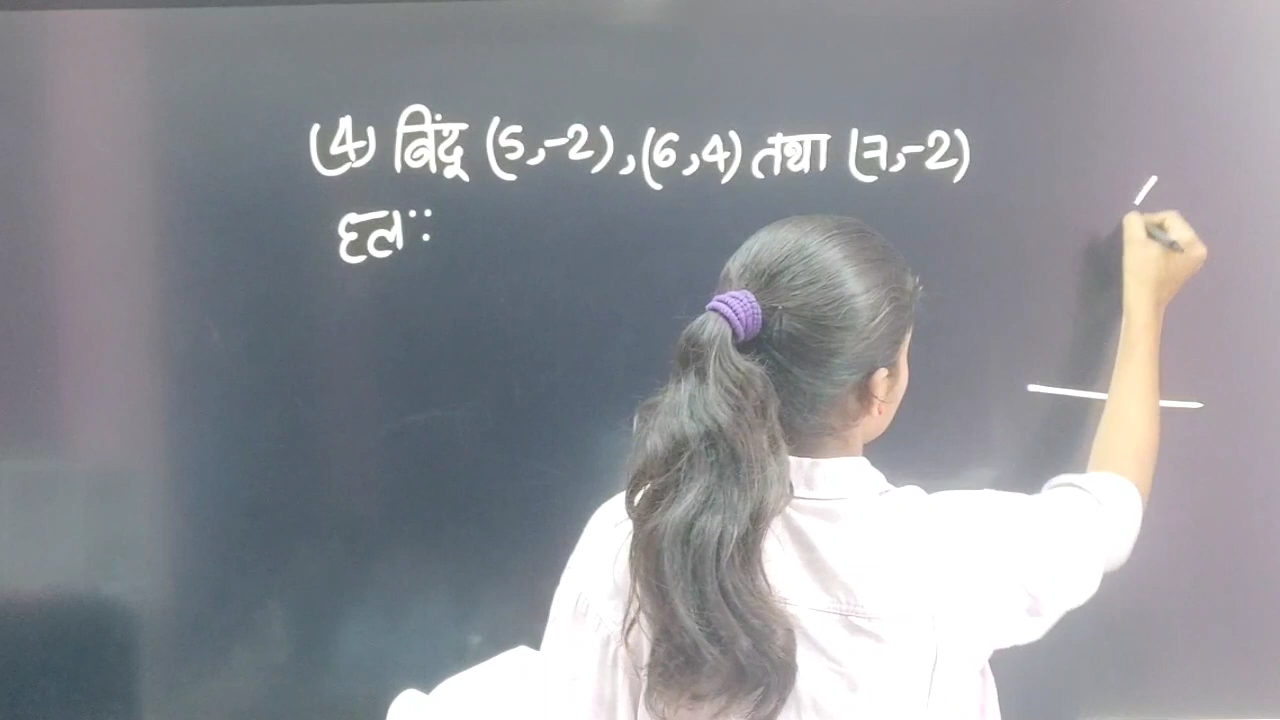 (4) बिंदू (5,-2),(6,4) तथा (7,-2)
हल::